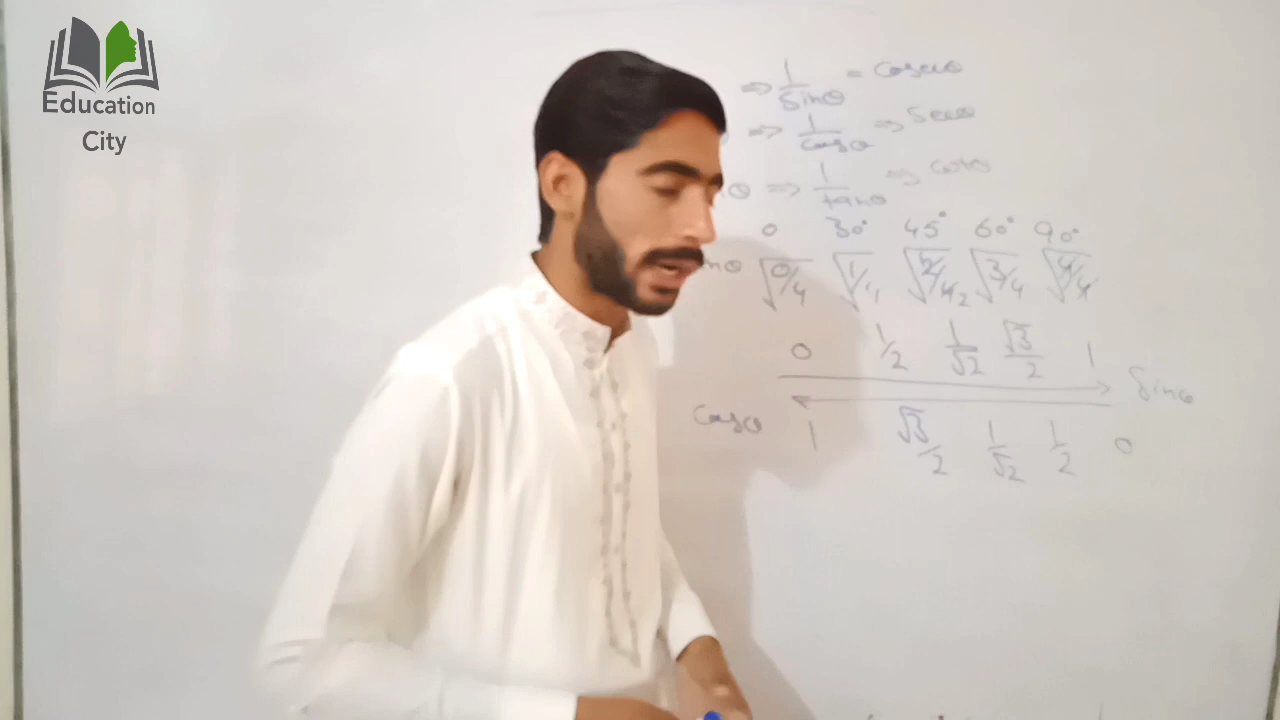 Education
City
⇒ 1/sinθ = cosecθ
⇒ 1/cosθ ⇒ secθ
θ ⇒ 1/tanθ ⇒ cotθ
0 30° 45° 60° 90°
nθ √0/4 √1/4 √2/4 2 √3/4 √4/4
0 1/2 1/√2 √3/2 1
sinθ
cosθ 1 √3/2 1/√2 1/2 0